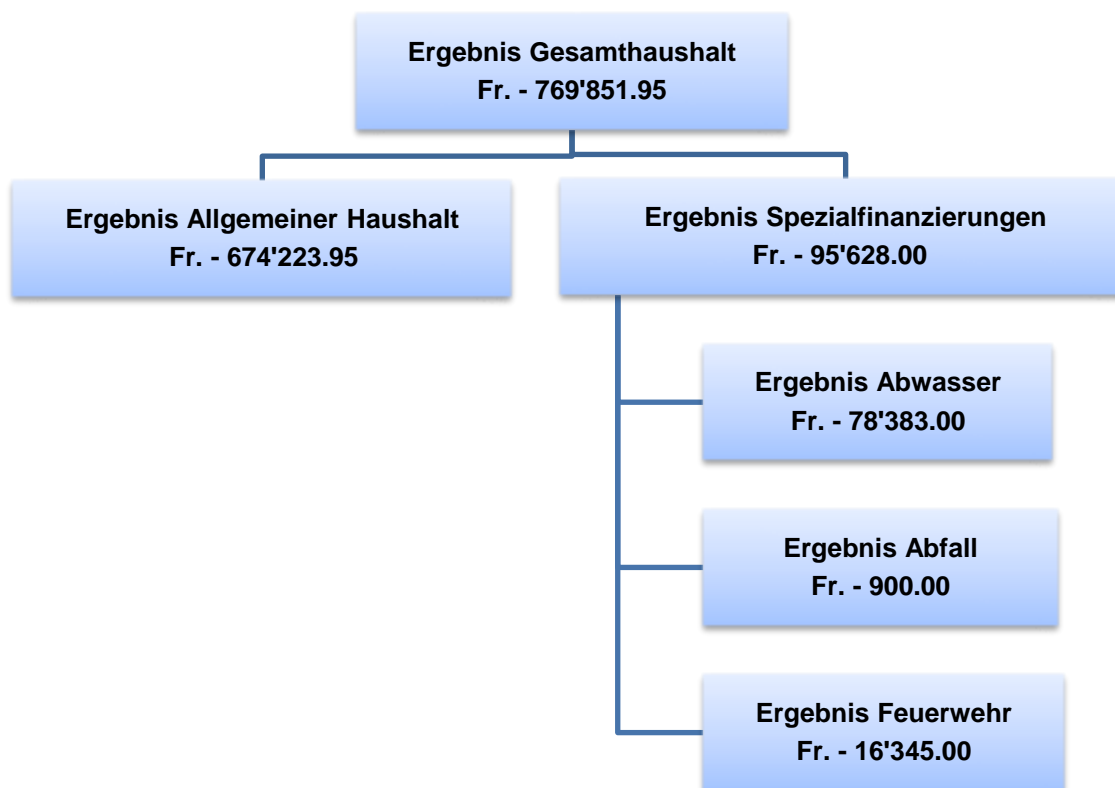 Ergebnis Gesamthaushalt
Fr. - 769'851.95
Ergebnis Allgemeiner Haushalt
Fr. - 674'223.95
Ergebnis Spezialfinanzierungen
Fr. - 95'628.00
Ergebnis Abwasser
Fr. - 78'383.00
Ergebnis Abfall
Fr. - 900.00
Ergebnis Feuerwehr
Fr. - 16'345.00